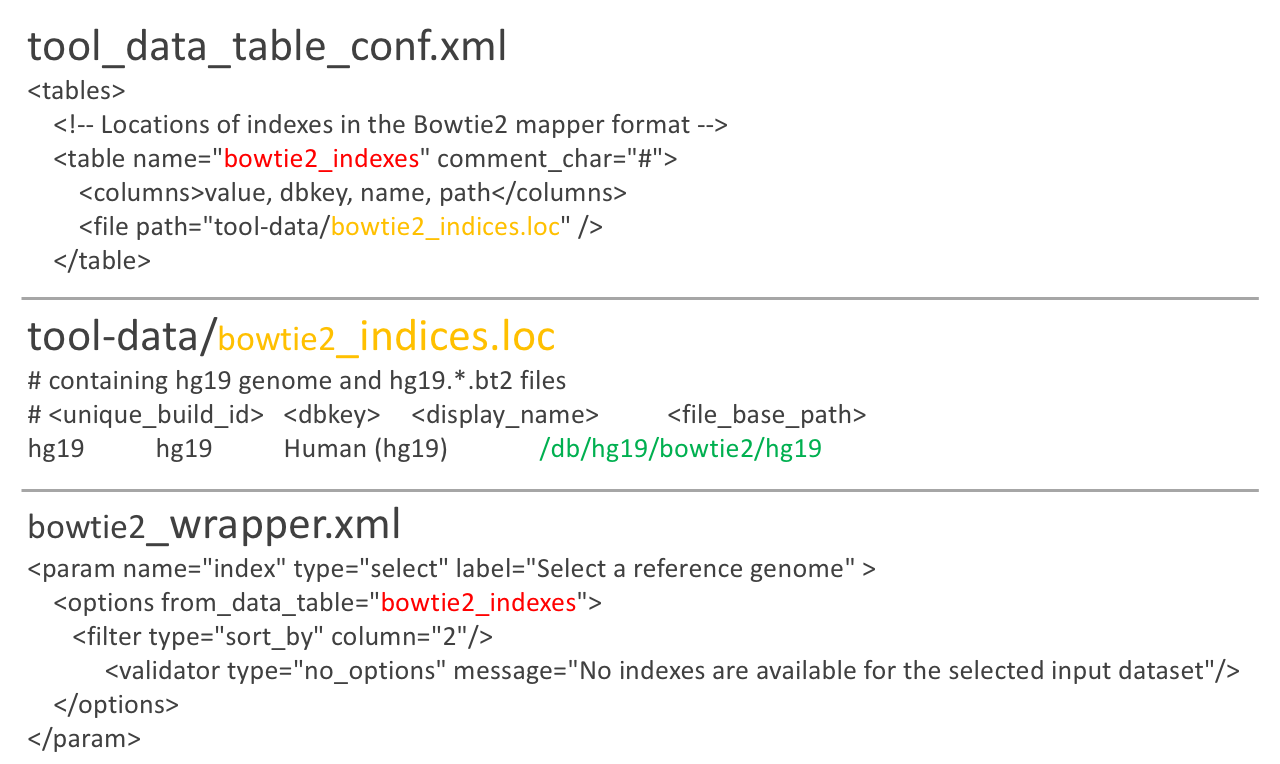 tool_data_table_conf.xml
<tables>
<!-- Locations of indexes in the Bowtie2 mapper format -->
<table name="bowtie2_indexes" comment_char="#">
<columns>value, dbkey, name, path</columns>
<file path="tool-data/bowtie2_indices.loc" />
</table>
tool-data/bowtie2_indices.loc
# containing hg19 genome and hg19.*.bt2 files
# <unique_build_id> <dbkey> <display_name> <file_base_path>
hg19 hg19 Human (hg19) /db/hg19/bowtie2/hg19
bowtie2_wrapper.xml
<param name="index" type="select" label="Select a reference genome" >
<options from_data_table="bowtie2_indexes">
<filter type="sort_by" column="2"/>
<validator type="no_options" message="No indexes are available for the selected input dataset"/>
</options>
</param>